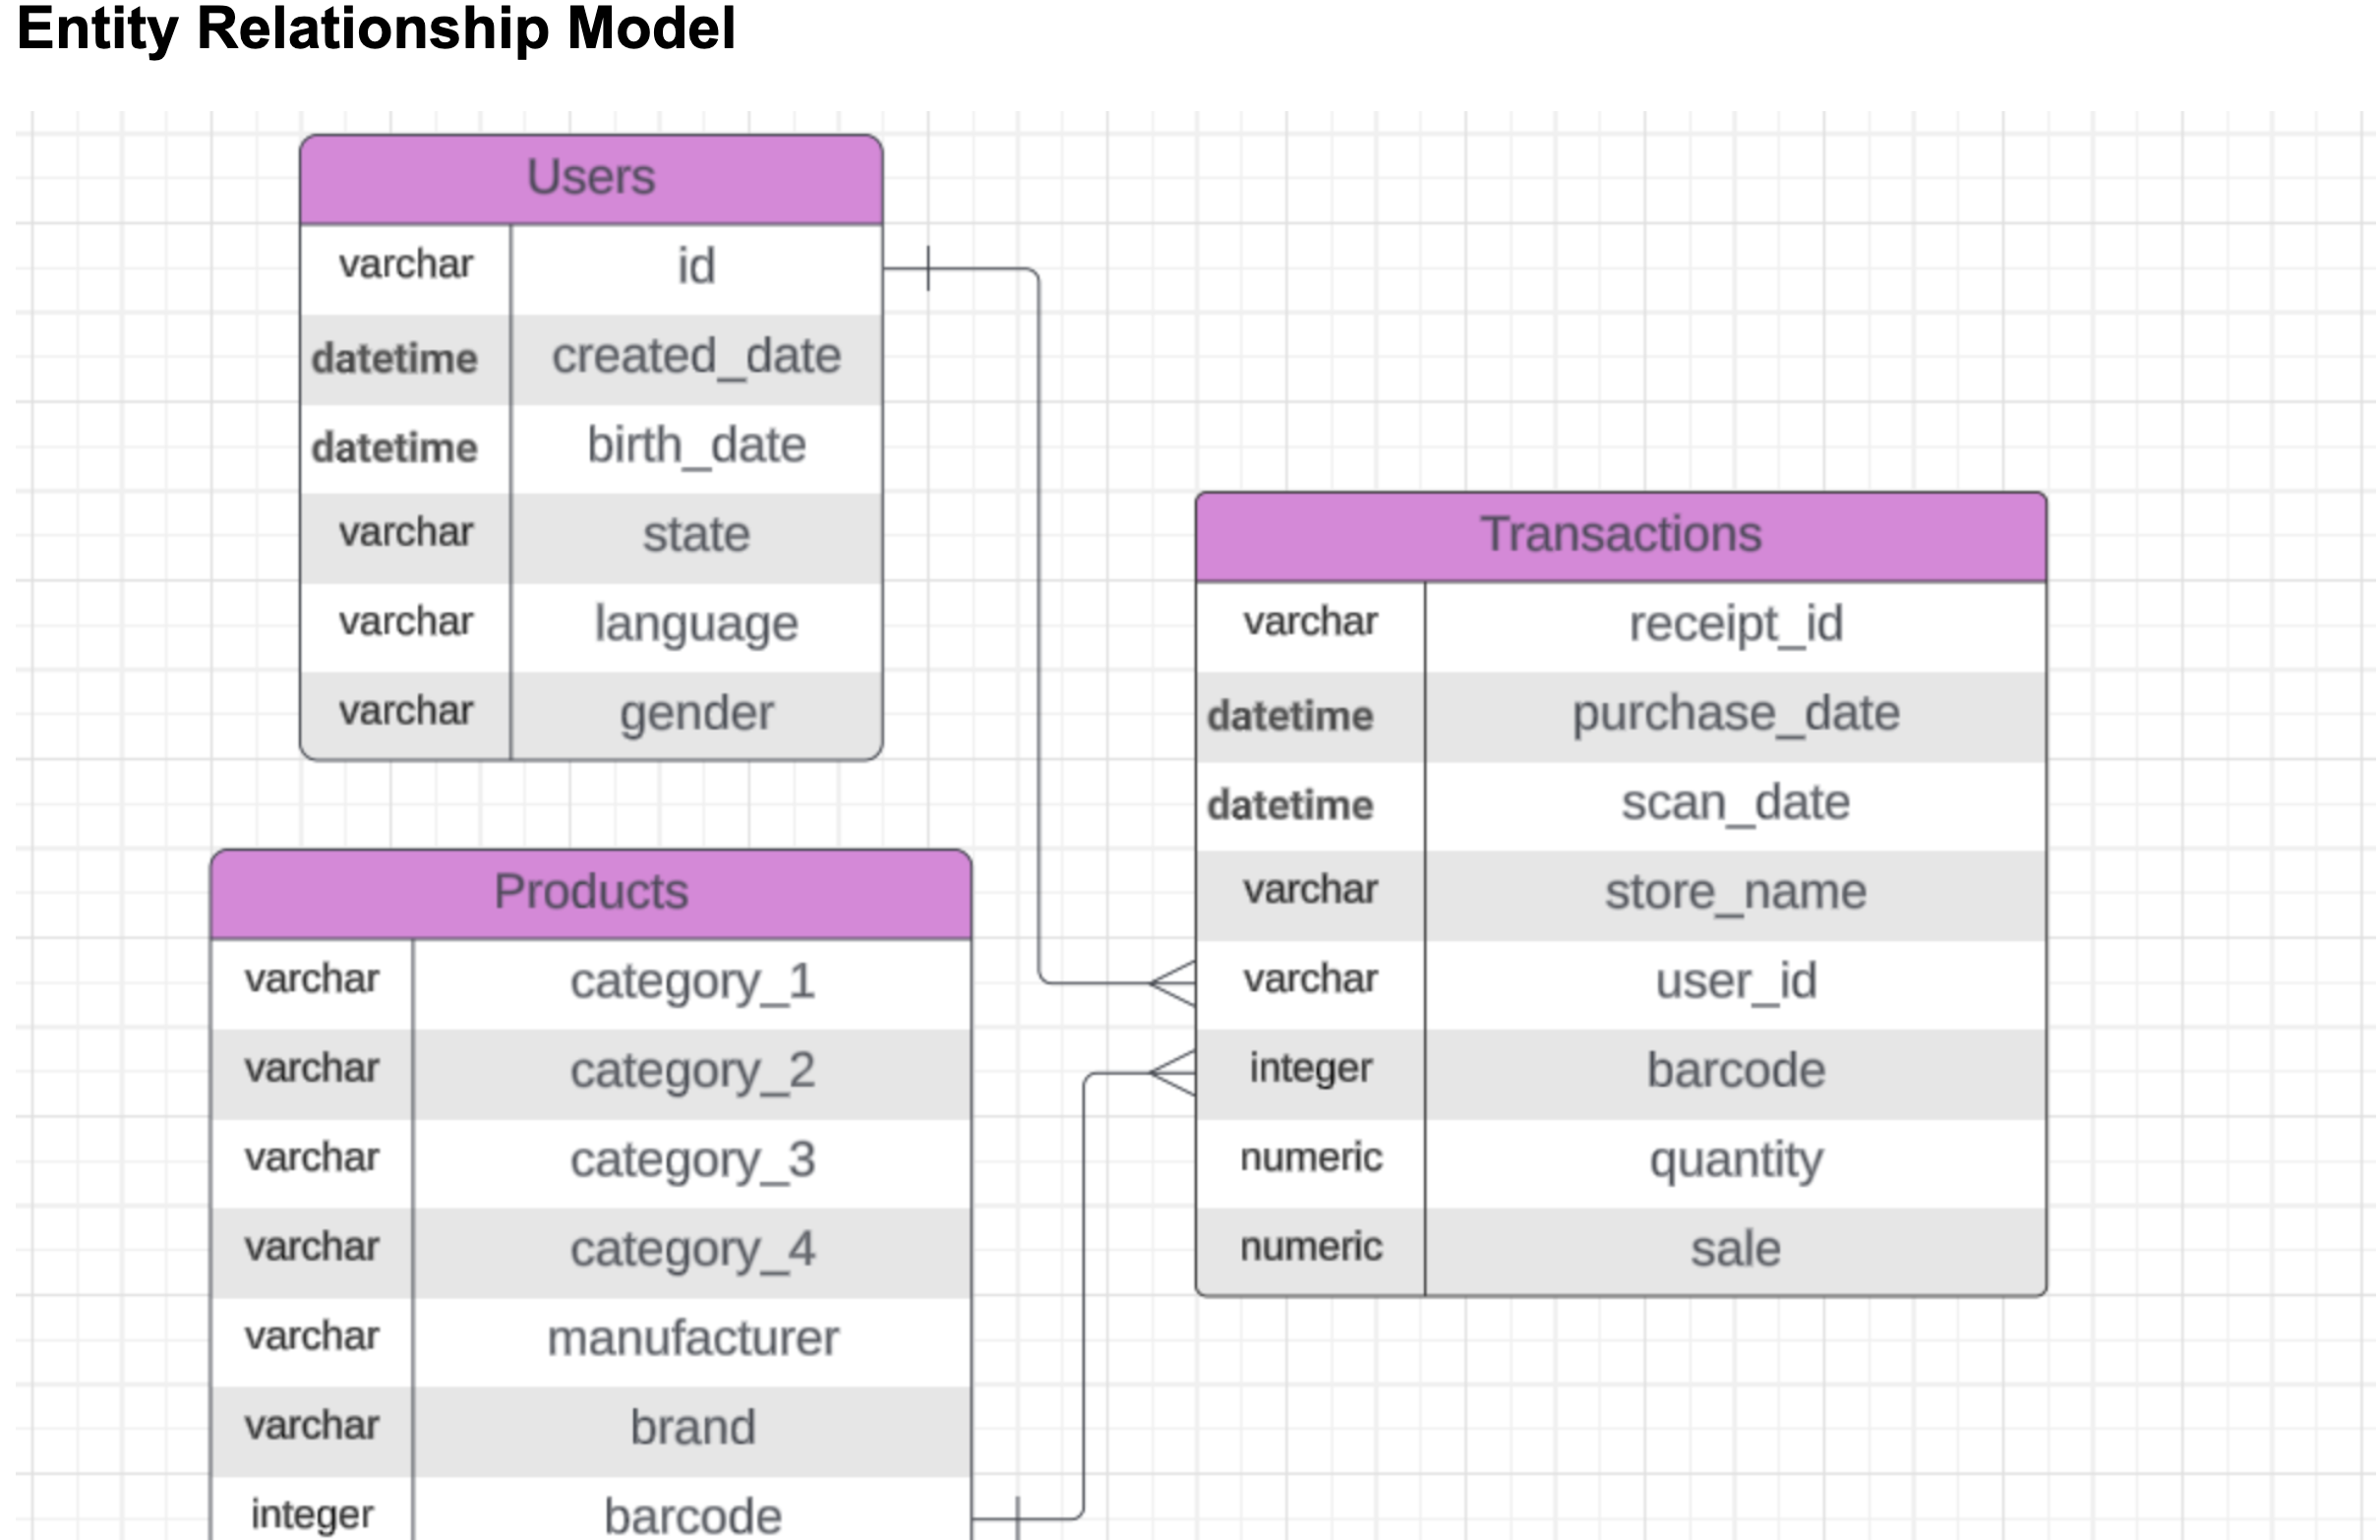 Entity Relationship Model
Users
varchar id
datetime created_date
datetime birth_date
varchar state
varchar language
varchar gender
Transactions
varchar receipt_id
datetime purchase_date
datetime scan_date
varchar store_name
varchar user_id
integer barcode
numeric quantity
numeric sale
Products
varchar category_1
varchar category_2
varchar category_3
varchar category_4
varchar manufacturer
varchar brand
integer barcode